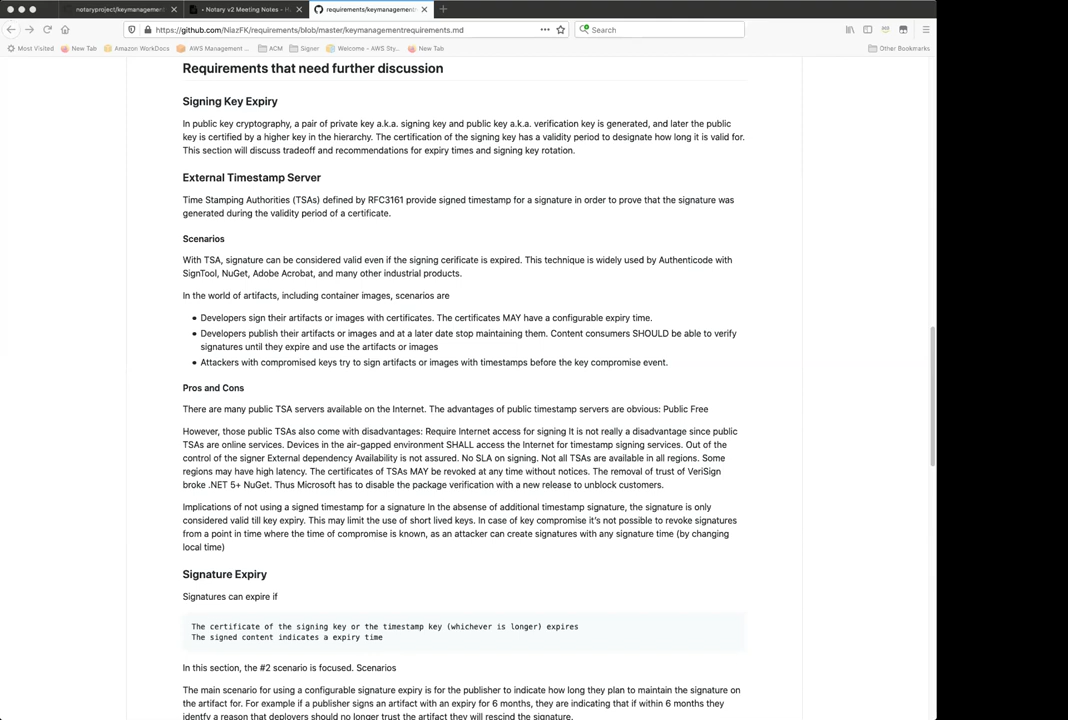 notaryproject/keymanagement
• Notary v2 Meeting Notes - H
requirements/keymanagement
https://github.com/NiazFK/requirements/blob/master/keymanagementrequirements.md
Search
Most Visited
New Tab
Amazon WorkDocs
AWS Management ...
ACM
Signer
Welcome - AWS Sty...
New Tab
Other Bookmarks
Requirements that need further discussion
Signing Key Expiry
In public key cryptography, a pair of private key a.k.a. signing key and public key a.k.a. verification key is generated, and later the public
key is certified by a higher key in the hierarchy. The certification of the signing key has a validity period to designate how long it is valid for.
This section will discuss tradeoff and recommendations for expiry times and signing key rotation.
External Timestamp Server
Time Stamping Authorities (TSAs) defined by RFC3161 provide signed timestamp for a signature in order to prove that the signature was
generated during the validity period of a certificate.
Scenarios
With TSA, signature can be considered valid even if the signing cerificate is expired. This technique is widely used by Authenticode with
SignTool, NuGet, Adobe Acrobat, and many other industrial products.
In the world of artifacts, including container images, scenarios are
• Developers sign their artifacts or images with certificates. The certificates MAY have a configurable expiry time.
• Developers publish their artifacts or images and at a later date stop maintaining them. Content consumers SHOULD be able to verify
signatures until they expire and use the artifacts or images
• Attackers with compromised keys try to sign artifacts or images with timestamps before the key compromise event.
Pros and Cons
There are many public TSA servers available on the Internet. The advantages of public timestamp servers are obvious: Public Free
However, those public TSAs also come with disadvantages: Require Internet access for signing It is not really a disadvantage since public
TSAs are online services. Devices in the air-gapped environment SHALL access the Internet for timestamp signing services. Out of the
control of the signer External dependency Availability is not assured. No SLA on signing. Not all TSAs are available in all regions. Some
regions may have high latency. The certificates of TSAs MAY be revoked at any time without notices. The removal of trust of VeriSign
broke .NET 5+ NuGet. Thus Microsoft has to disable the package verification with a new release to unblock customers.
Implications of not using a signed timestamp for a signature In the absense of additional timestamp signature, the signature is only
considered valid till key expiry. This may limit the use of short lived keys. In case of key compromise it's not possible to revoke signatures
from a point in time where the time of compromise is known, as an attacker can create signatures with any signature time (by changing
local time)
Signature Expiry
Signatures can expire if
The certificate of the signing key or the timestamp key (whichever is longer) expires
The signed content indicates a expiry time
In this section, the #2 scenario is focused. Scenarios
The main scenario for using a configurable signature expiry is for the publisher to indicate how long they plan to maintain the signature on
the artifact for. For example if a publisher signs an artifact with an expiry for 6 months, they are indicating that if within 6 months they
identfy a reason that deployers should no longer trust the artifact they will rescind the signature.